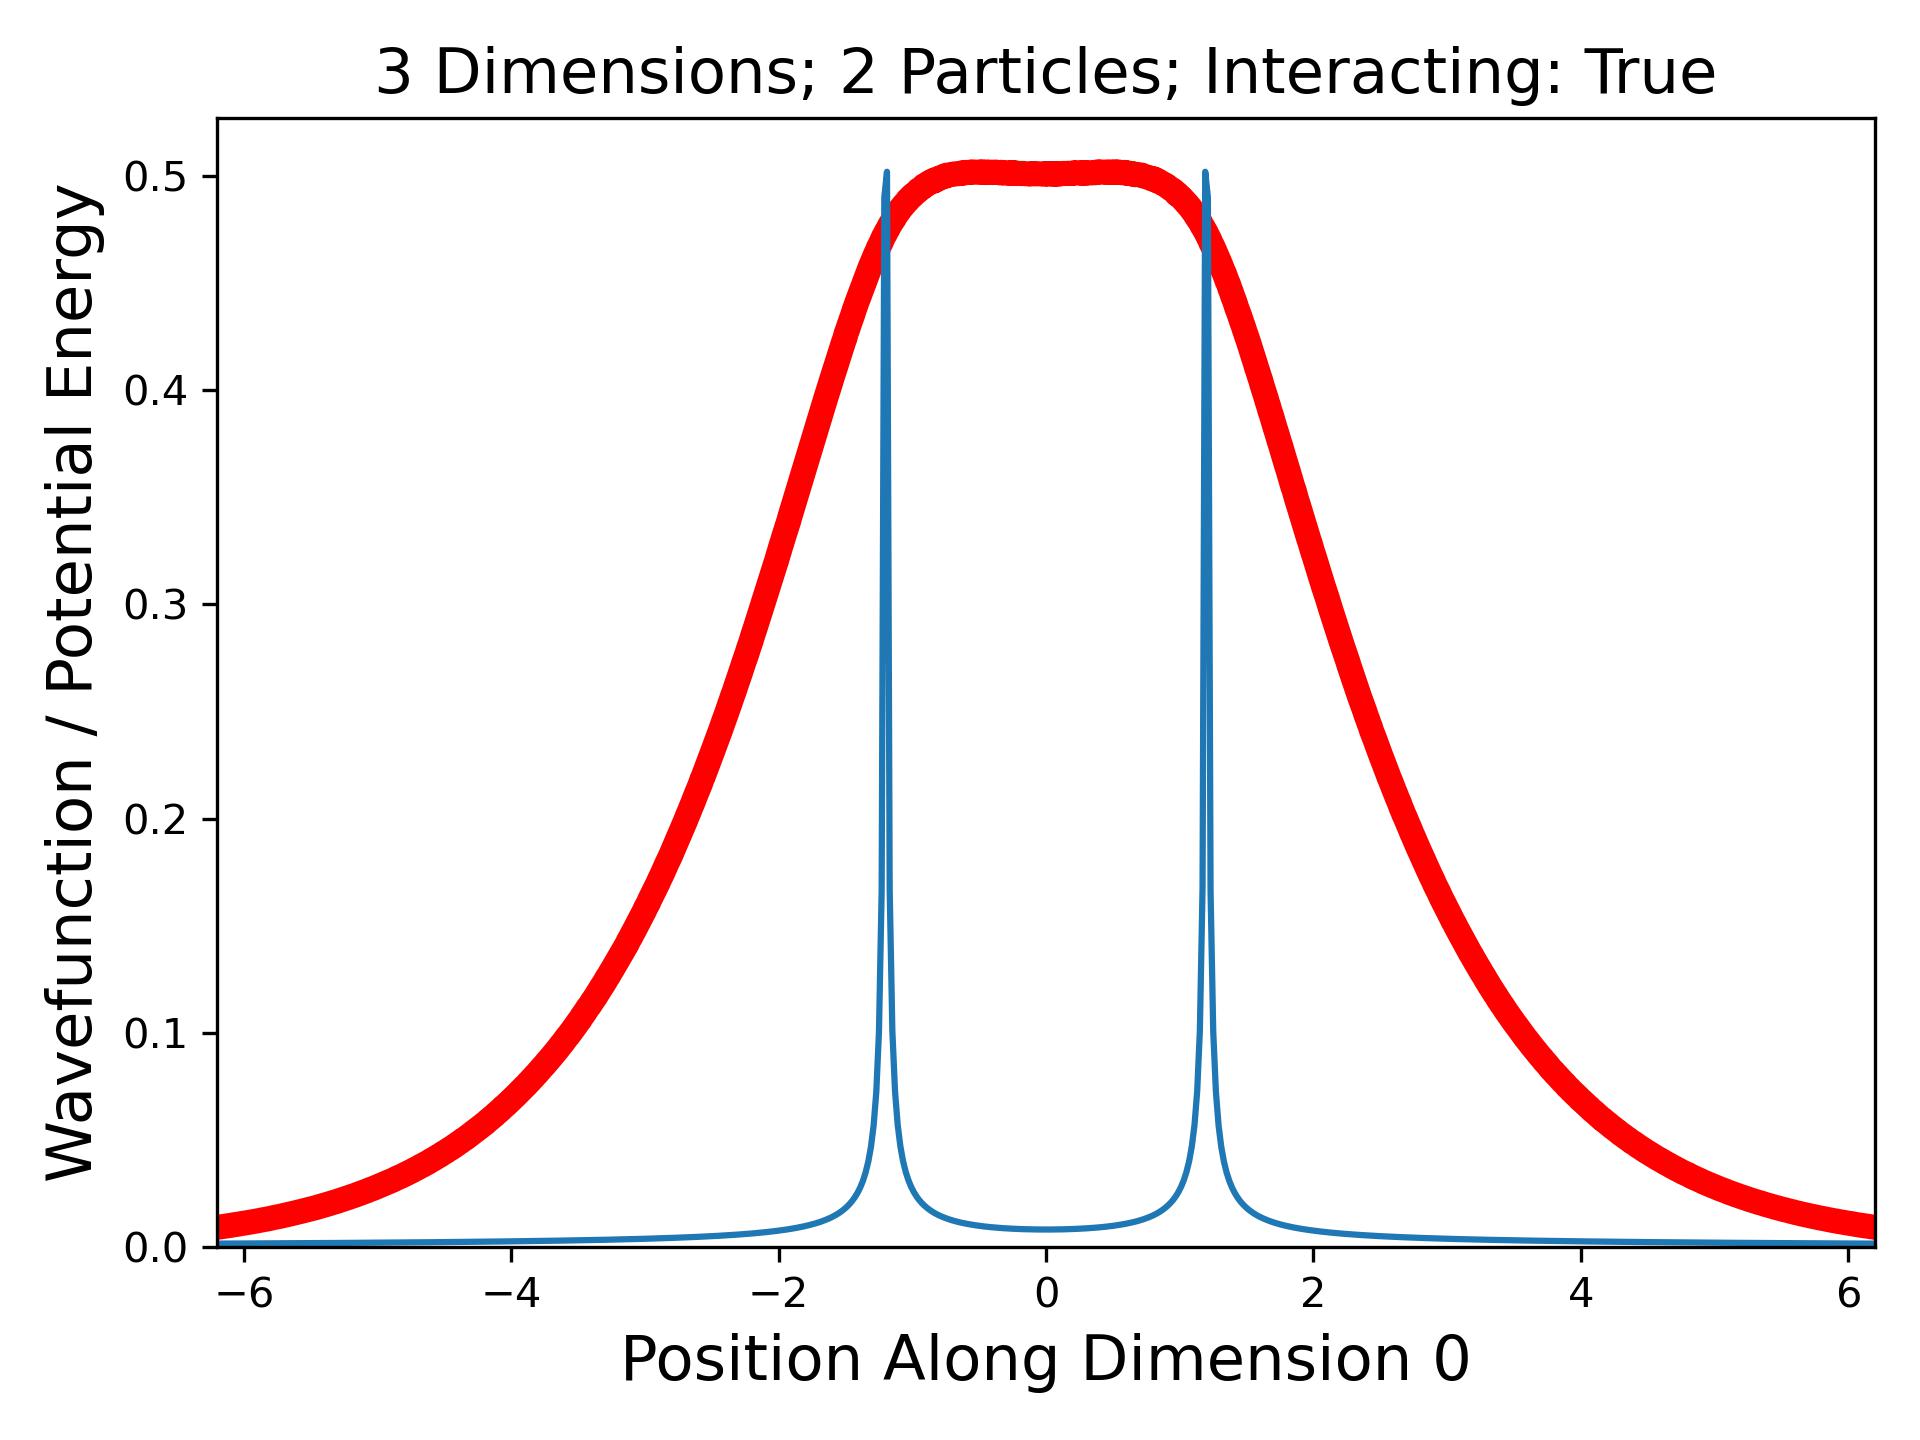 3 Dimensions; 2 Particles; Interacting: True
Wavefunction / Potential Energy
0.5
0.4
0.3
0.2
0.1
0.0
−6 −4 −2 0 2 4 6
Position Along Dimension 0